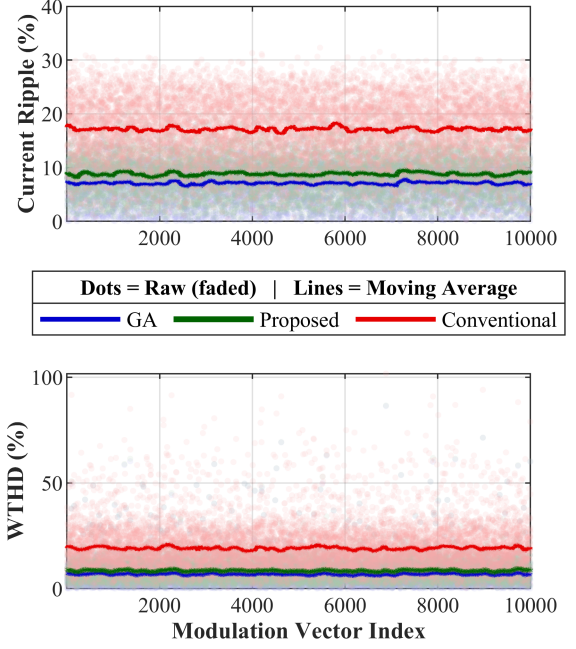 Current Ripple (%)
40
30
20
10
0
2000 4000 6000 8000 10000
Dots = Raw (faded) | Lines = Moving Average
GA Proposed Conventional
WTHD (%)
100
50
0
2000 4000 6000 8000 10000
Modulation Vector Index